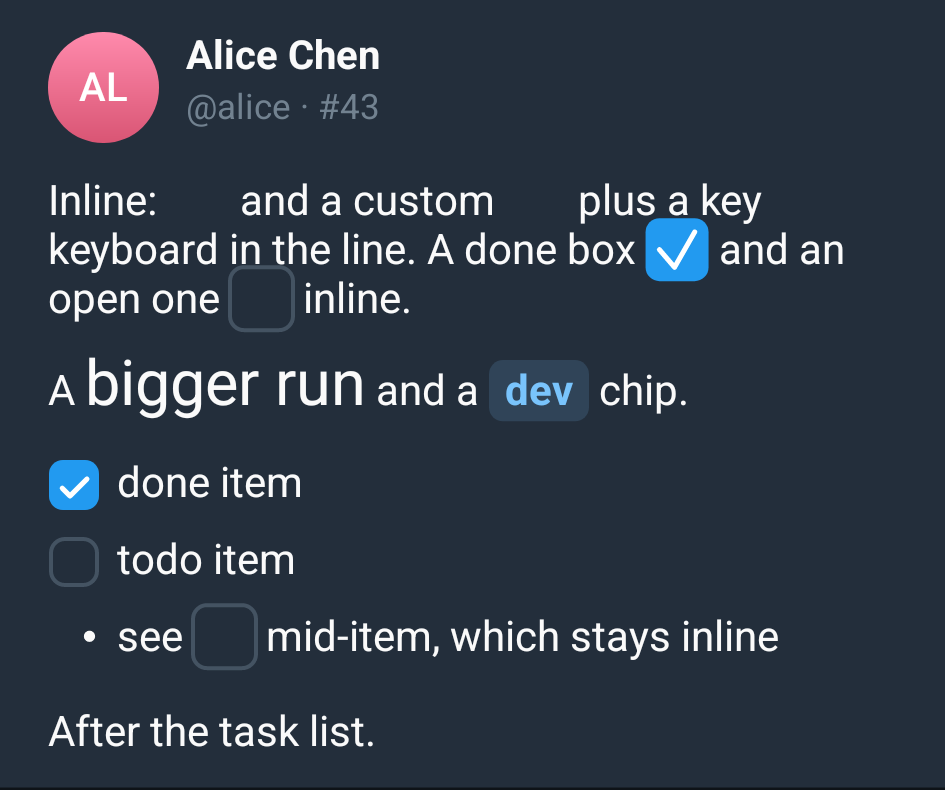 AL
Alice Chen
@alice · #43
Inline: and a custom plus a key
keyboard in the line. A done box and an
open one inline.
A bigger run and a dev chip.
done item
todo item
• see mid-item, which stays inline
After the task list.